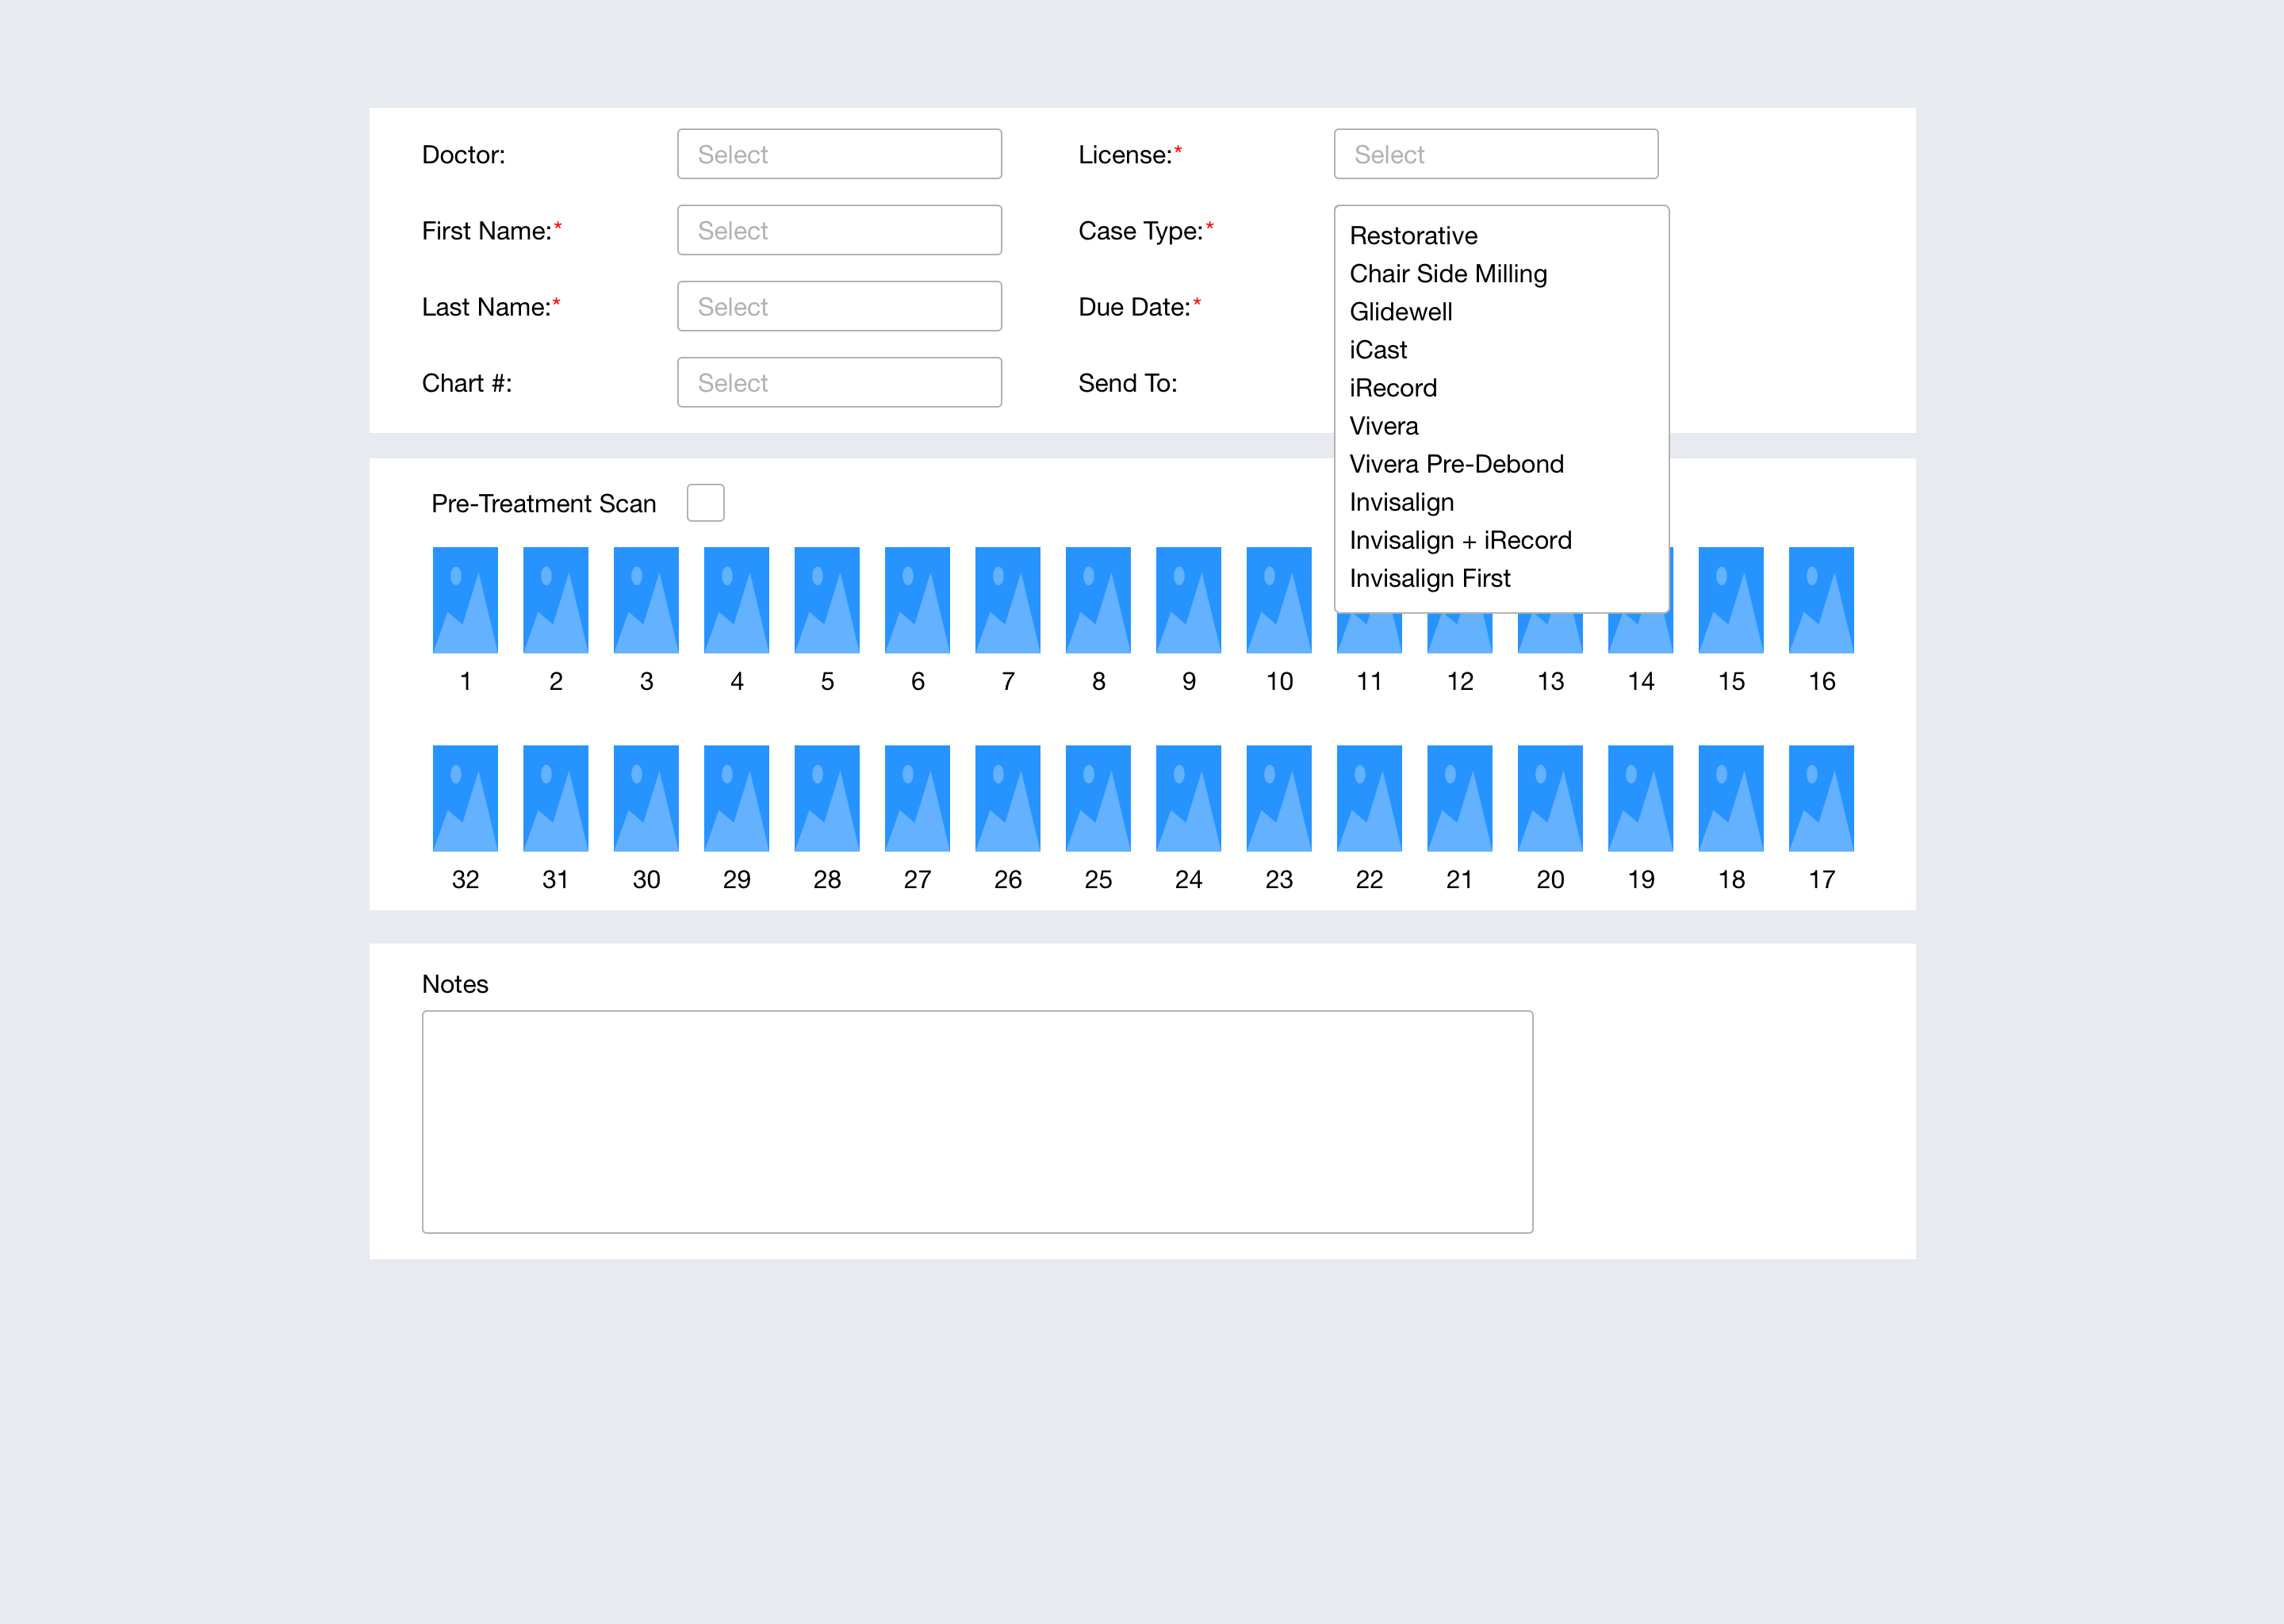 Doctor: Select License:* Select
First Name:* Select Case Type:*
Last Name:* Select Due Date:*
Chart #: Select Send To:
Restorative
Chair Side Milling
Glidewell
iCast
iRecord
Vivera
Vivera Pre-Debond
Invisalign
Invisalign + iRecord
Invisalign First
Pre-Treatment Scan
1 2 3 4 5 6 7 8 9 10 11 12 13 14 15 16
32 31 30 29 28 27 26 25 24 23 22 21 20 19 18 17
Notes